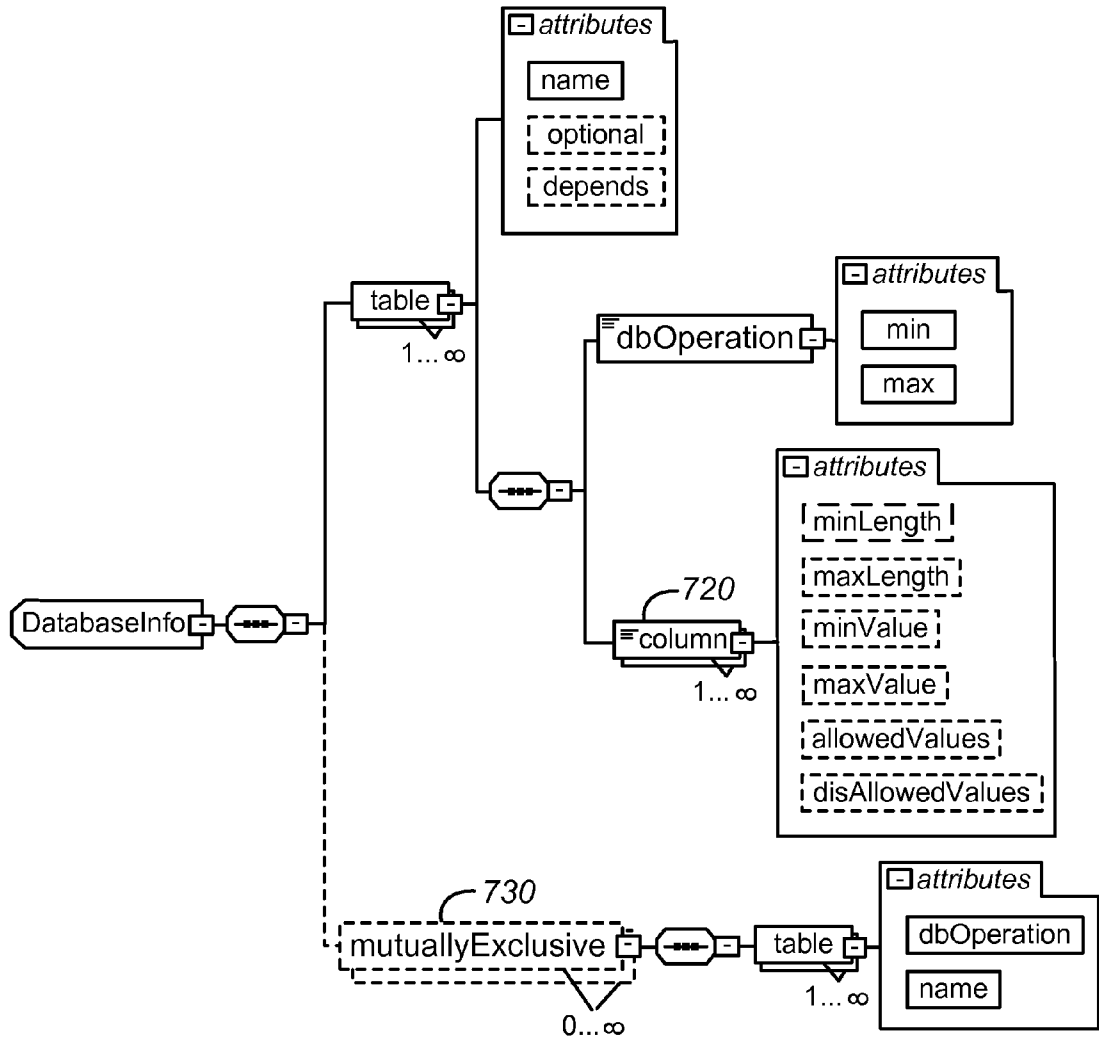 attributes
name
optional
depends
table
1... ∞
attributes
dbOperation
min
max
attributes
minLength
maxLength
720
minValue
DatabaseInfo
column
maxValue
1... ∞
allowedValues
disAllowedValues
730
attributes
mutuallyExclusive
table
dbOperation
name
1... ∞
0... ∞